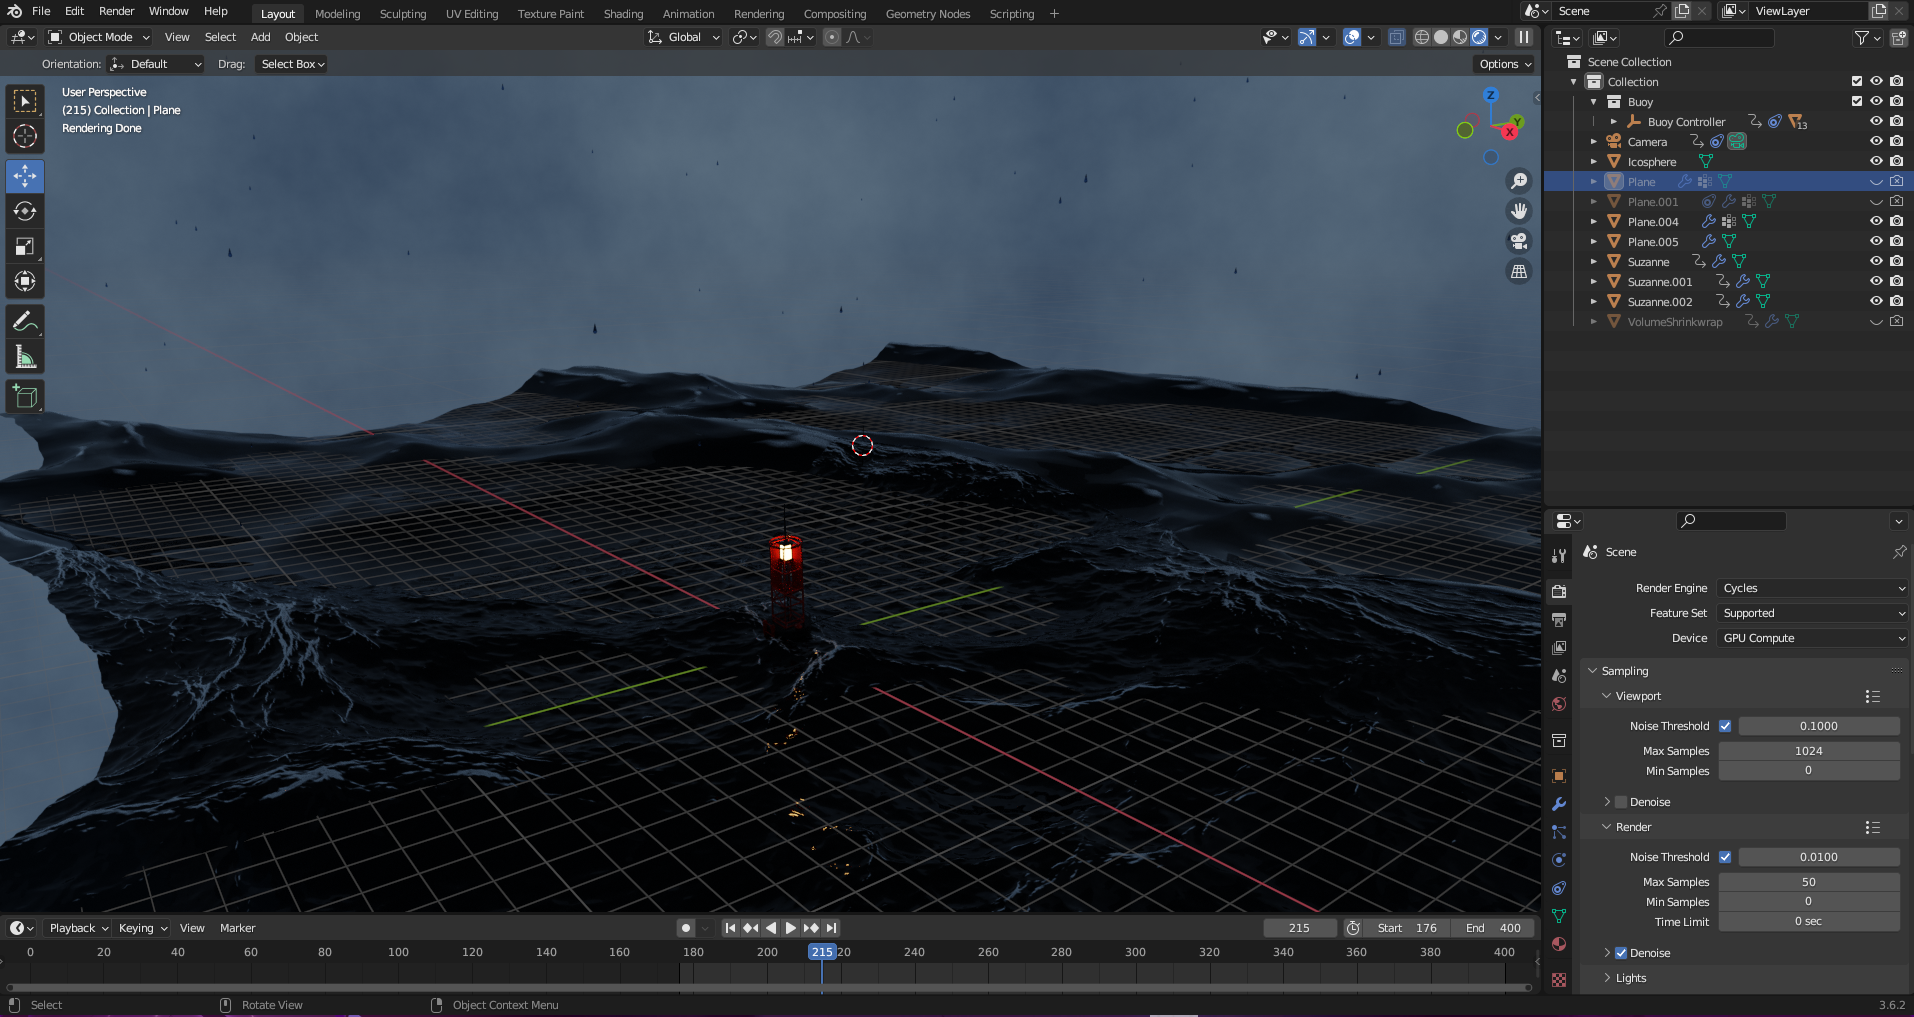 File Edit Render Window Help Layout Modeling Sculpting UV Editing Texture Paint Shading Animation Rendering Compositing Geometry Nodes Scripting + Scene ViewLayer
Object Mode View Select Add Object Global
Orientation: Default Drag: Select Box Options
User Perspective
(215) Collection | Plane
Rendering Done
Z
Y
X
Scene Collection
Collection
Buoy
Buoy Controller 13
Camera
Icosphere
Plane
Plane.001
Plane.004
Plane.005
Suzanne
Suzanne.001
Suzanne.002
VolumeShrinkwrap
Scene
Render Engine Cycles
Feature Set Supported
Device GPU Compute
Sampling
Viewport
Noise Threshold 0.1000
Max Samples 1024
Min Samples 0
Denoise
Render
Noise Threshold 0.0100
Max Samples 50
Min Samples 0
Time Limit 0 sec
Denoise
Lights
Playback Keying View Marker 215 Start 176 End 400
0 20 40 60 80 100 120 140 160 180 200 215 20 240 260 280 300 320 340 360 380 400
Select Rotate View Object Context Menu 3.6.2